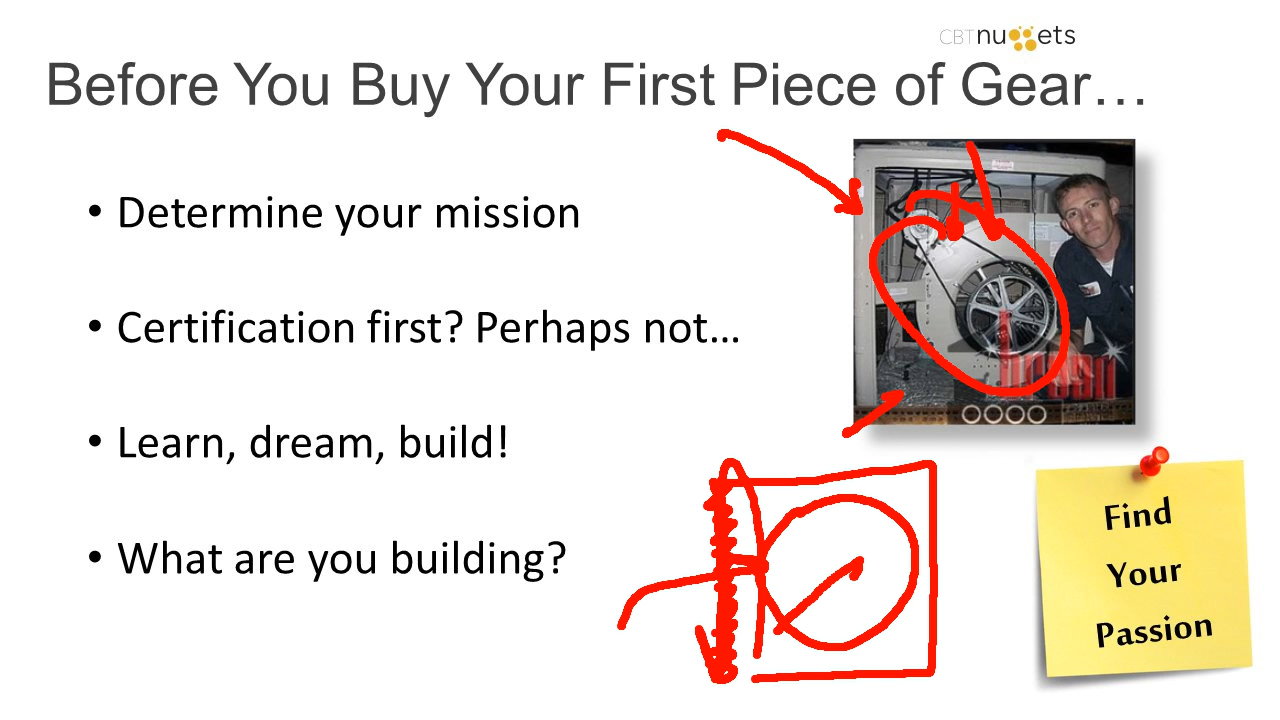 CBTnuggets
Before You Buy Your First Piece of Gear…
• Determine your mission
• Certification first? Perhaps not…
• Learn, dream, build!
• What are you building?
Find
Your
Passion